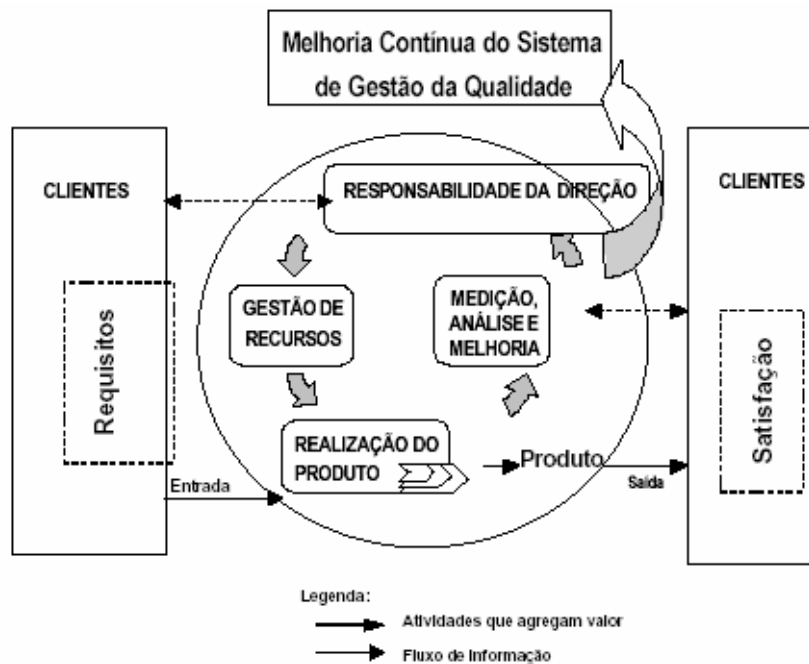 Melhoria Contínua do Sistema
de Gestão da Qualidade
CLIENTES
RESPONSABILIDADE DA DIREÇÃO
CLIENTES
GESTÃO DE
RECURSOS
MEDIÇÃO,
ANÁLISE E
MELHORIA
Requisitos
Satisfação
REALIZAÇÃO DO
PRODUTO
Produto
Entrada
Saída
Legenda:
Atividades que agregam valor
Fluxo de Informação